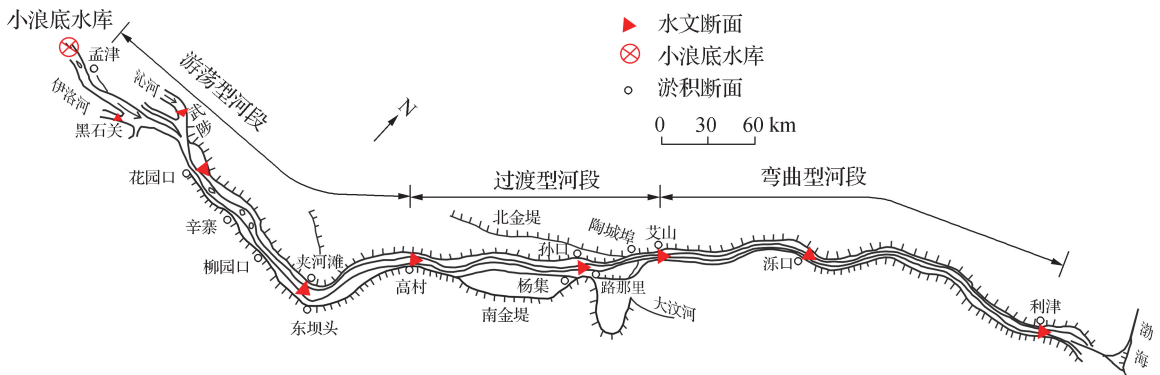 小浪底水库
孟津
沁河
武陟
伊洛河
黑石关
游荡型河段
花园口
辛寨
柳园口
夹河滩
东坝头
N
水文断面
小浪底水库
淤积断面
0 30 60 km
过渡型河段
弯曲型河段
北金堤
高村
孙口
杨集
南金堤
陶城埠
艾山
路那里
大汶河
泺口
利津
渤海